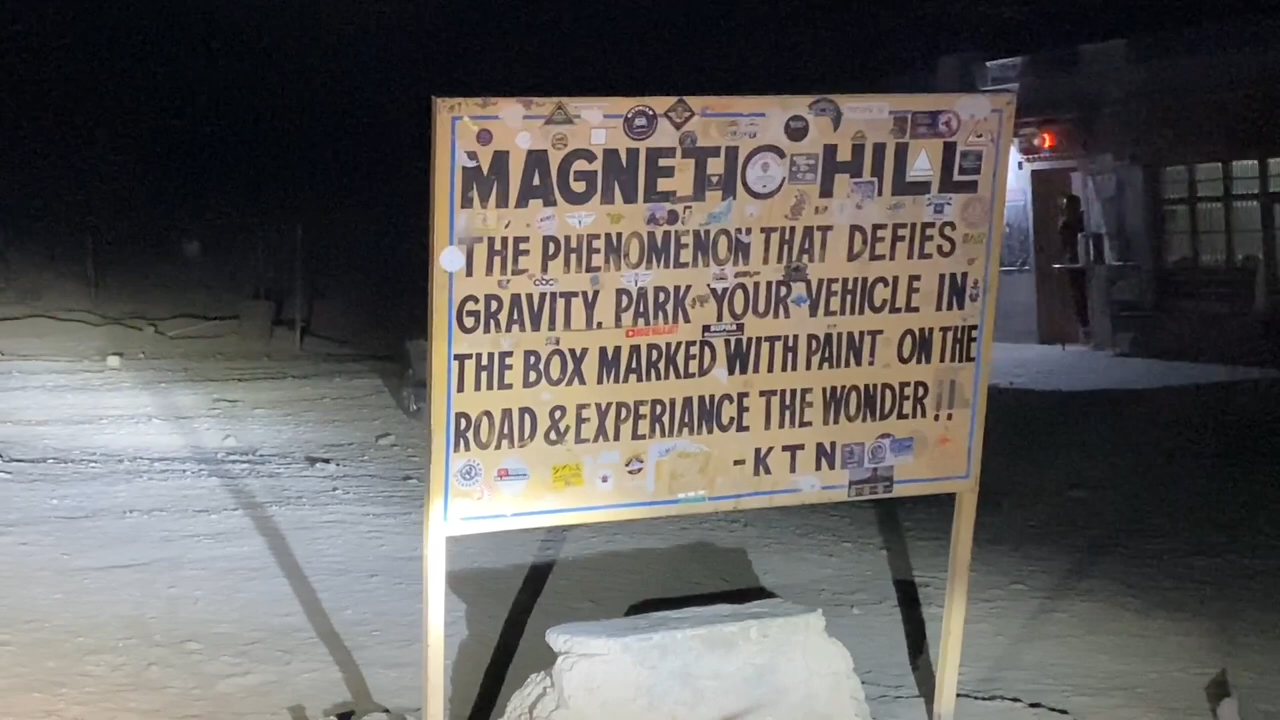 MAGNETIC HILL
THE PHENOMENON THAT DEFIES
GRAVITY. PARK YOUR VEHICLE IN
THE BOX MARKED WITH PAINT ON THE
ROAD & EXPERIANCE THE WONDER !!
- K T N
SUPRA